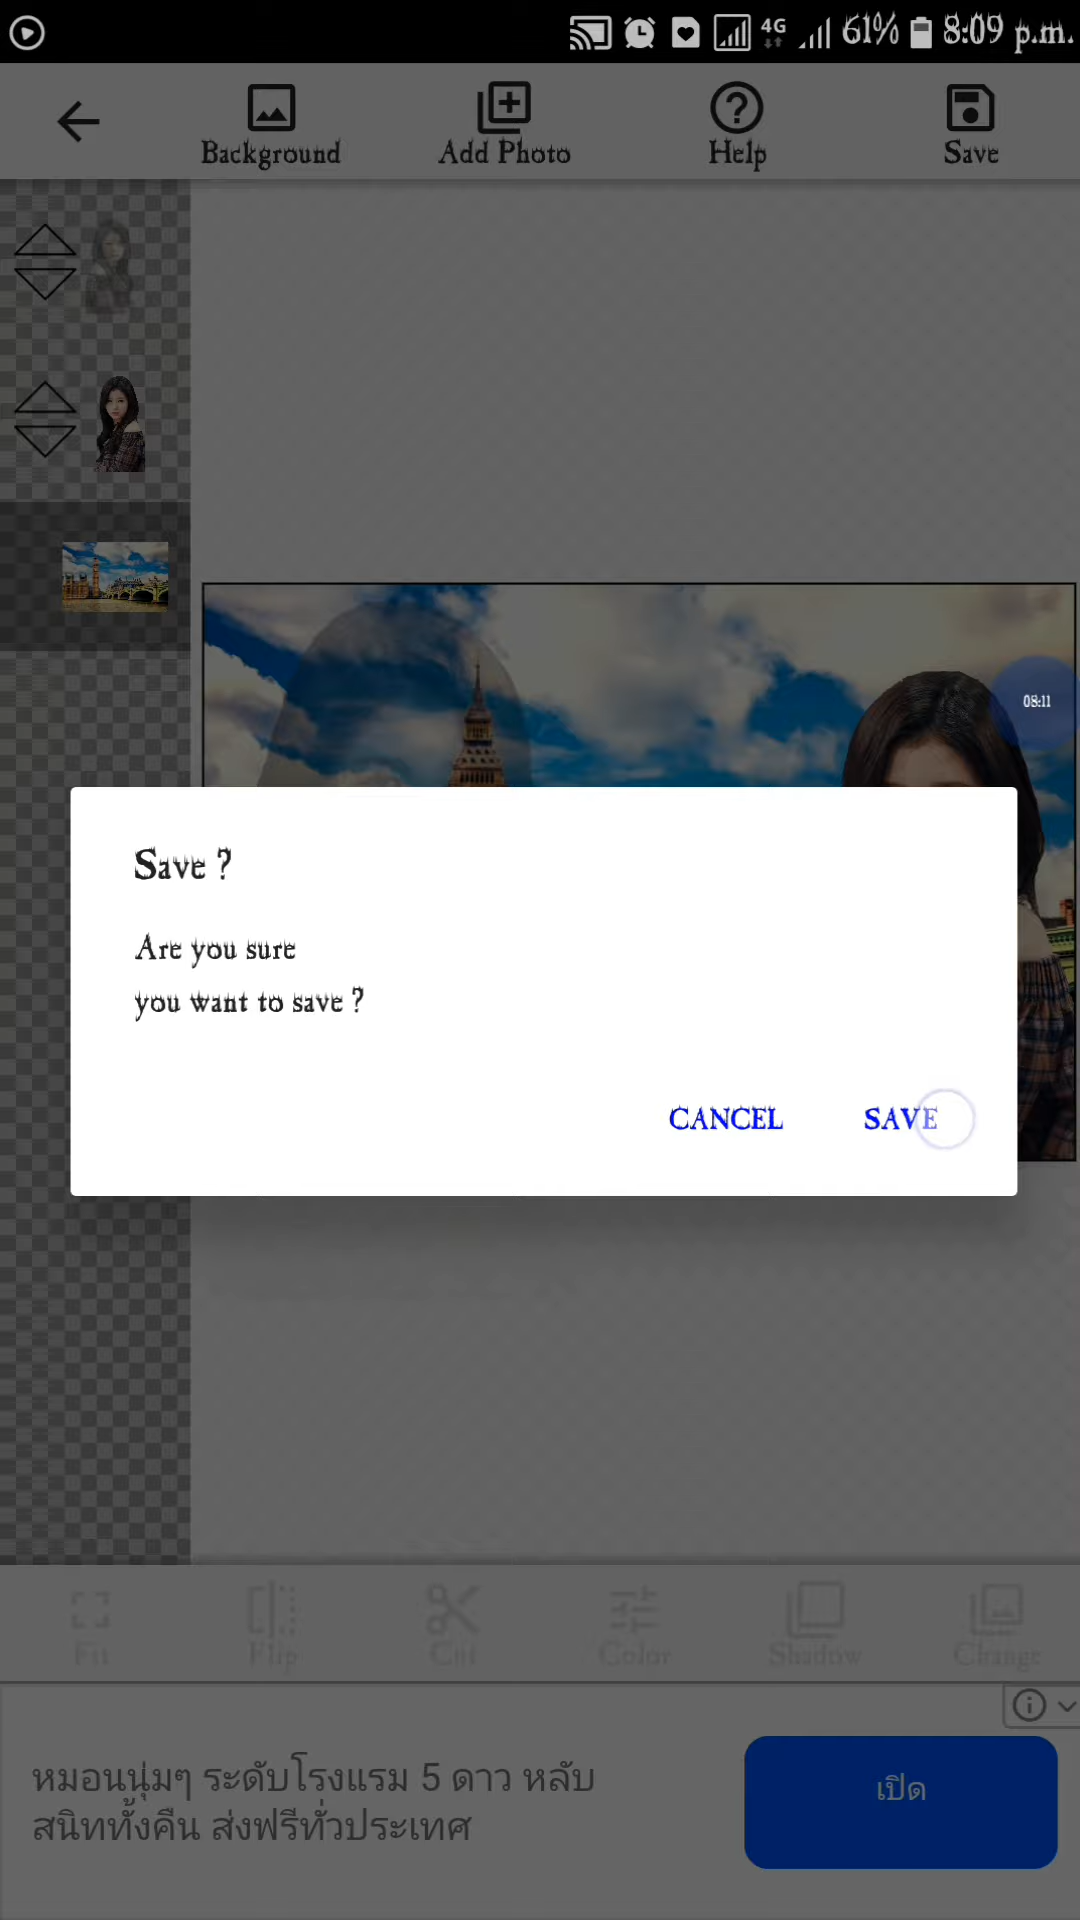 4G 61% 8:09 p.m.
Background Add Photo Help Save
08:11
Save ?
Are you sure
you want to save ?
CANCEL SAVE
Fit Flip Cut Color Shadow Change
หมอนนุ่มๆ ระดับโรงแรม 5 ดาว หลับ
สนิททั้งคืน ส่งฟรีทั่วประเทศ
เปิด